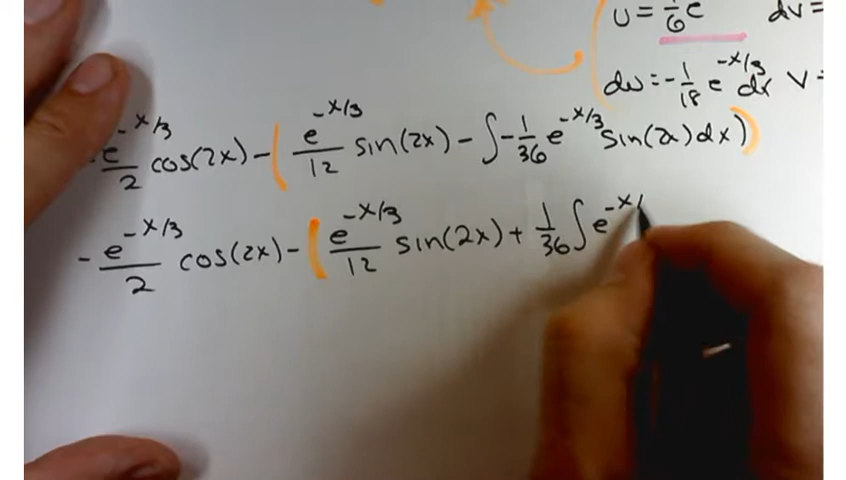 u = 1/6 e dv =
du = -1/18 e^{-x/3} dx v =
-e^{-x/3}/2 cos(2x) - ( e^{-x/3}/12 sin(2x) - ∫ -1/36 e^{-x/3} sin(2x) dx )
- e^{-x/3}/2 cos(2x) - ( e^{-x/3}/12 sin(2x) + 1/36 ∫ e^{-x/